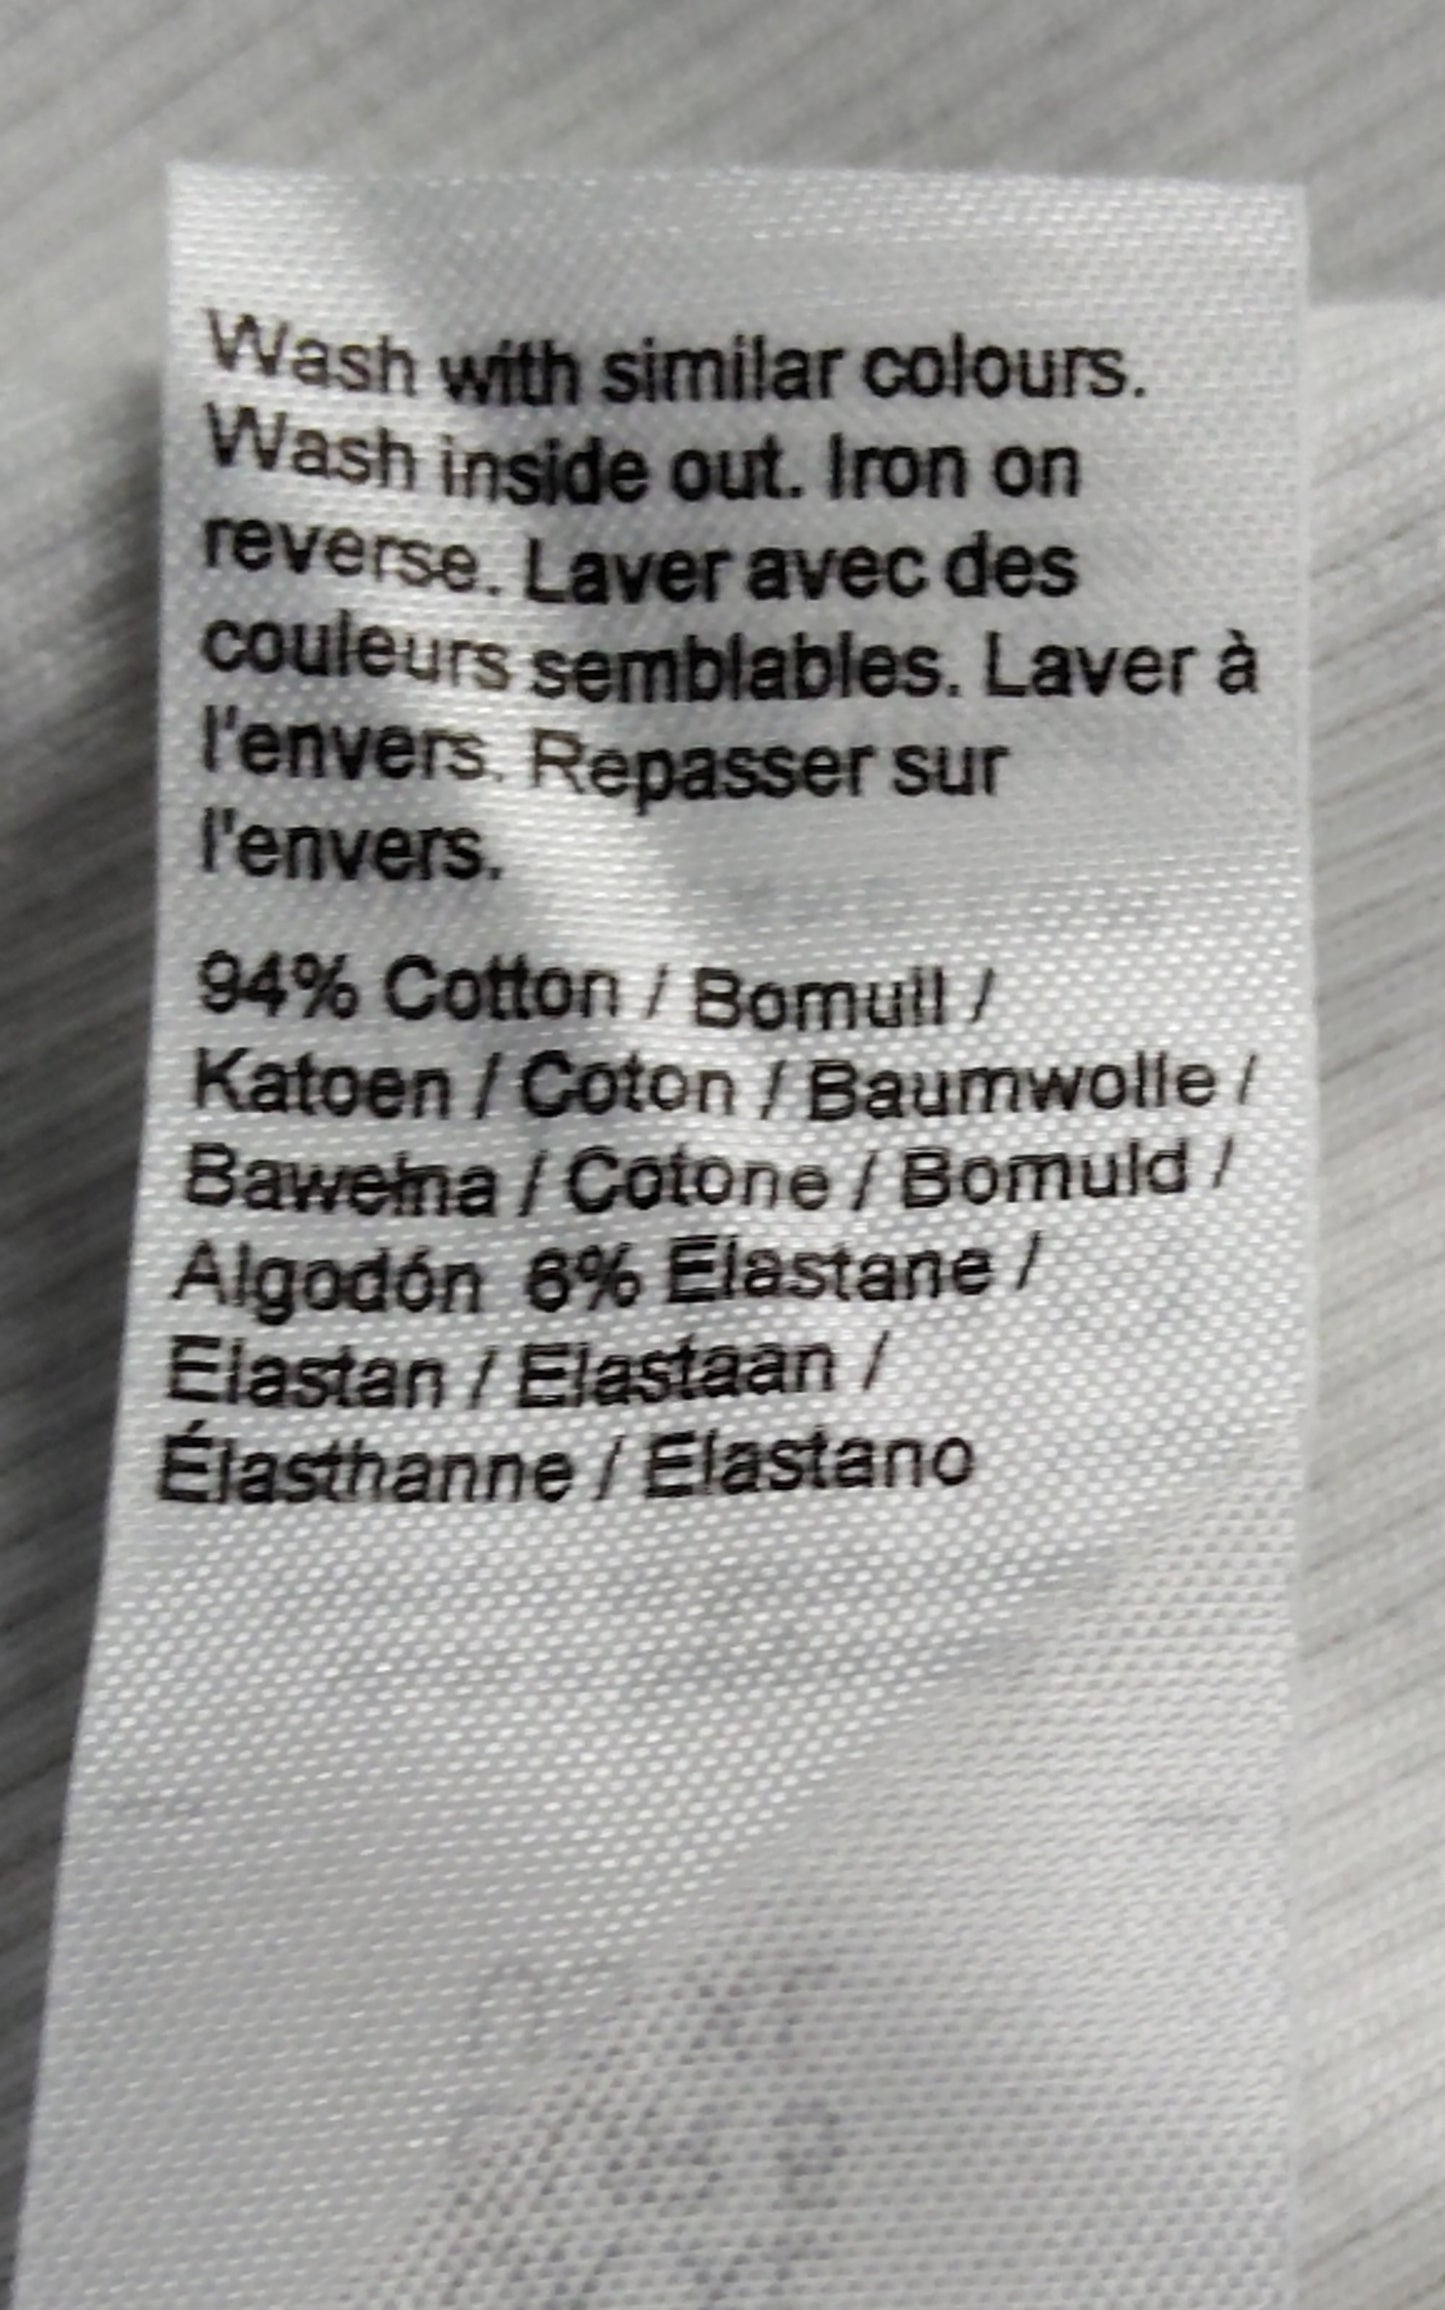 Wash with similar colours.
Wash inside out. Iron on
reverse. Laver avec des
couleurs semblables. Laver à
l'envers. Repasser sur
l'envers.
94% Cotton / Bomull /
Katoen / Coton / Baumwolle /
Bawełna / Cotone / Bomuld /
Algodón 6% Elastane /
Elastan / Elastaan /
Élasthanne / Elastano